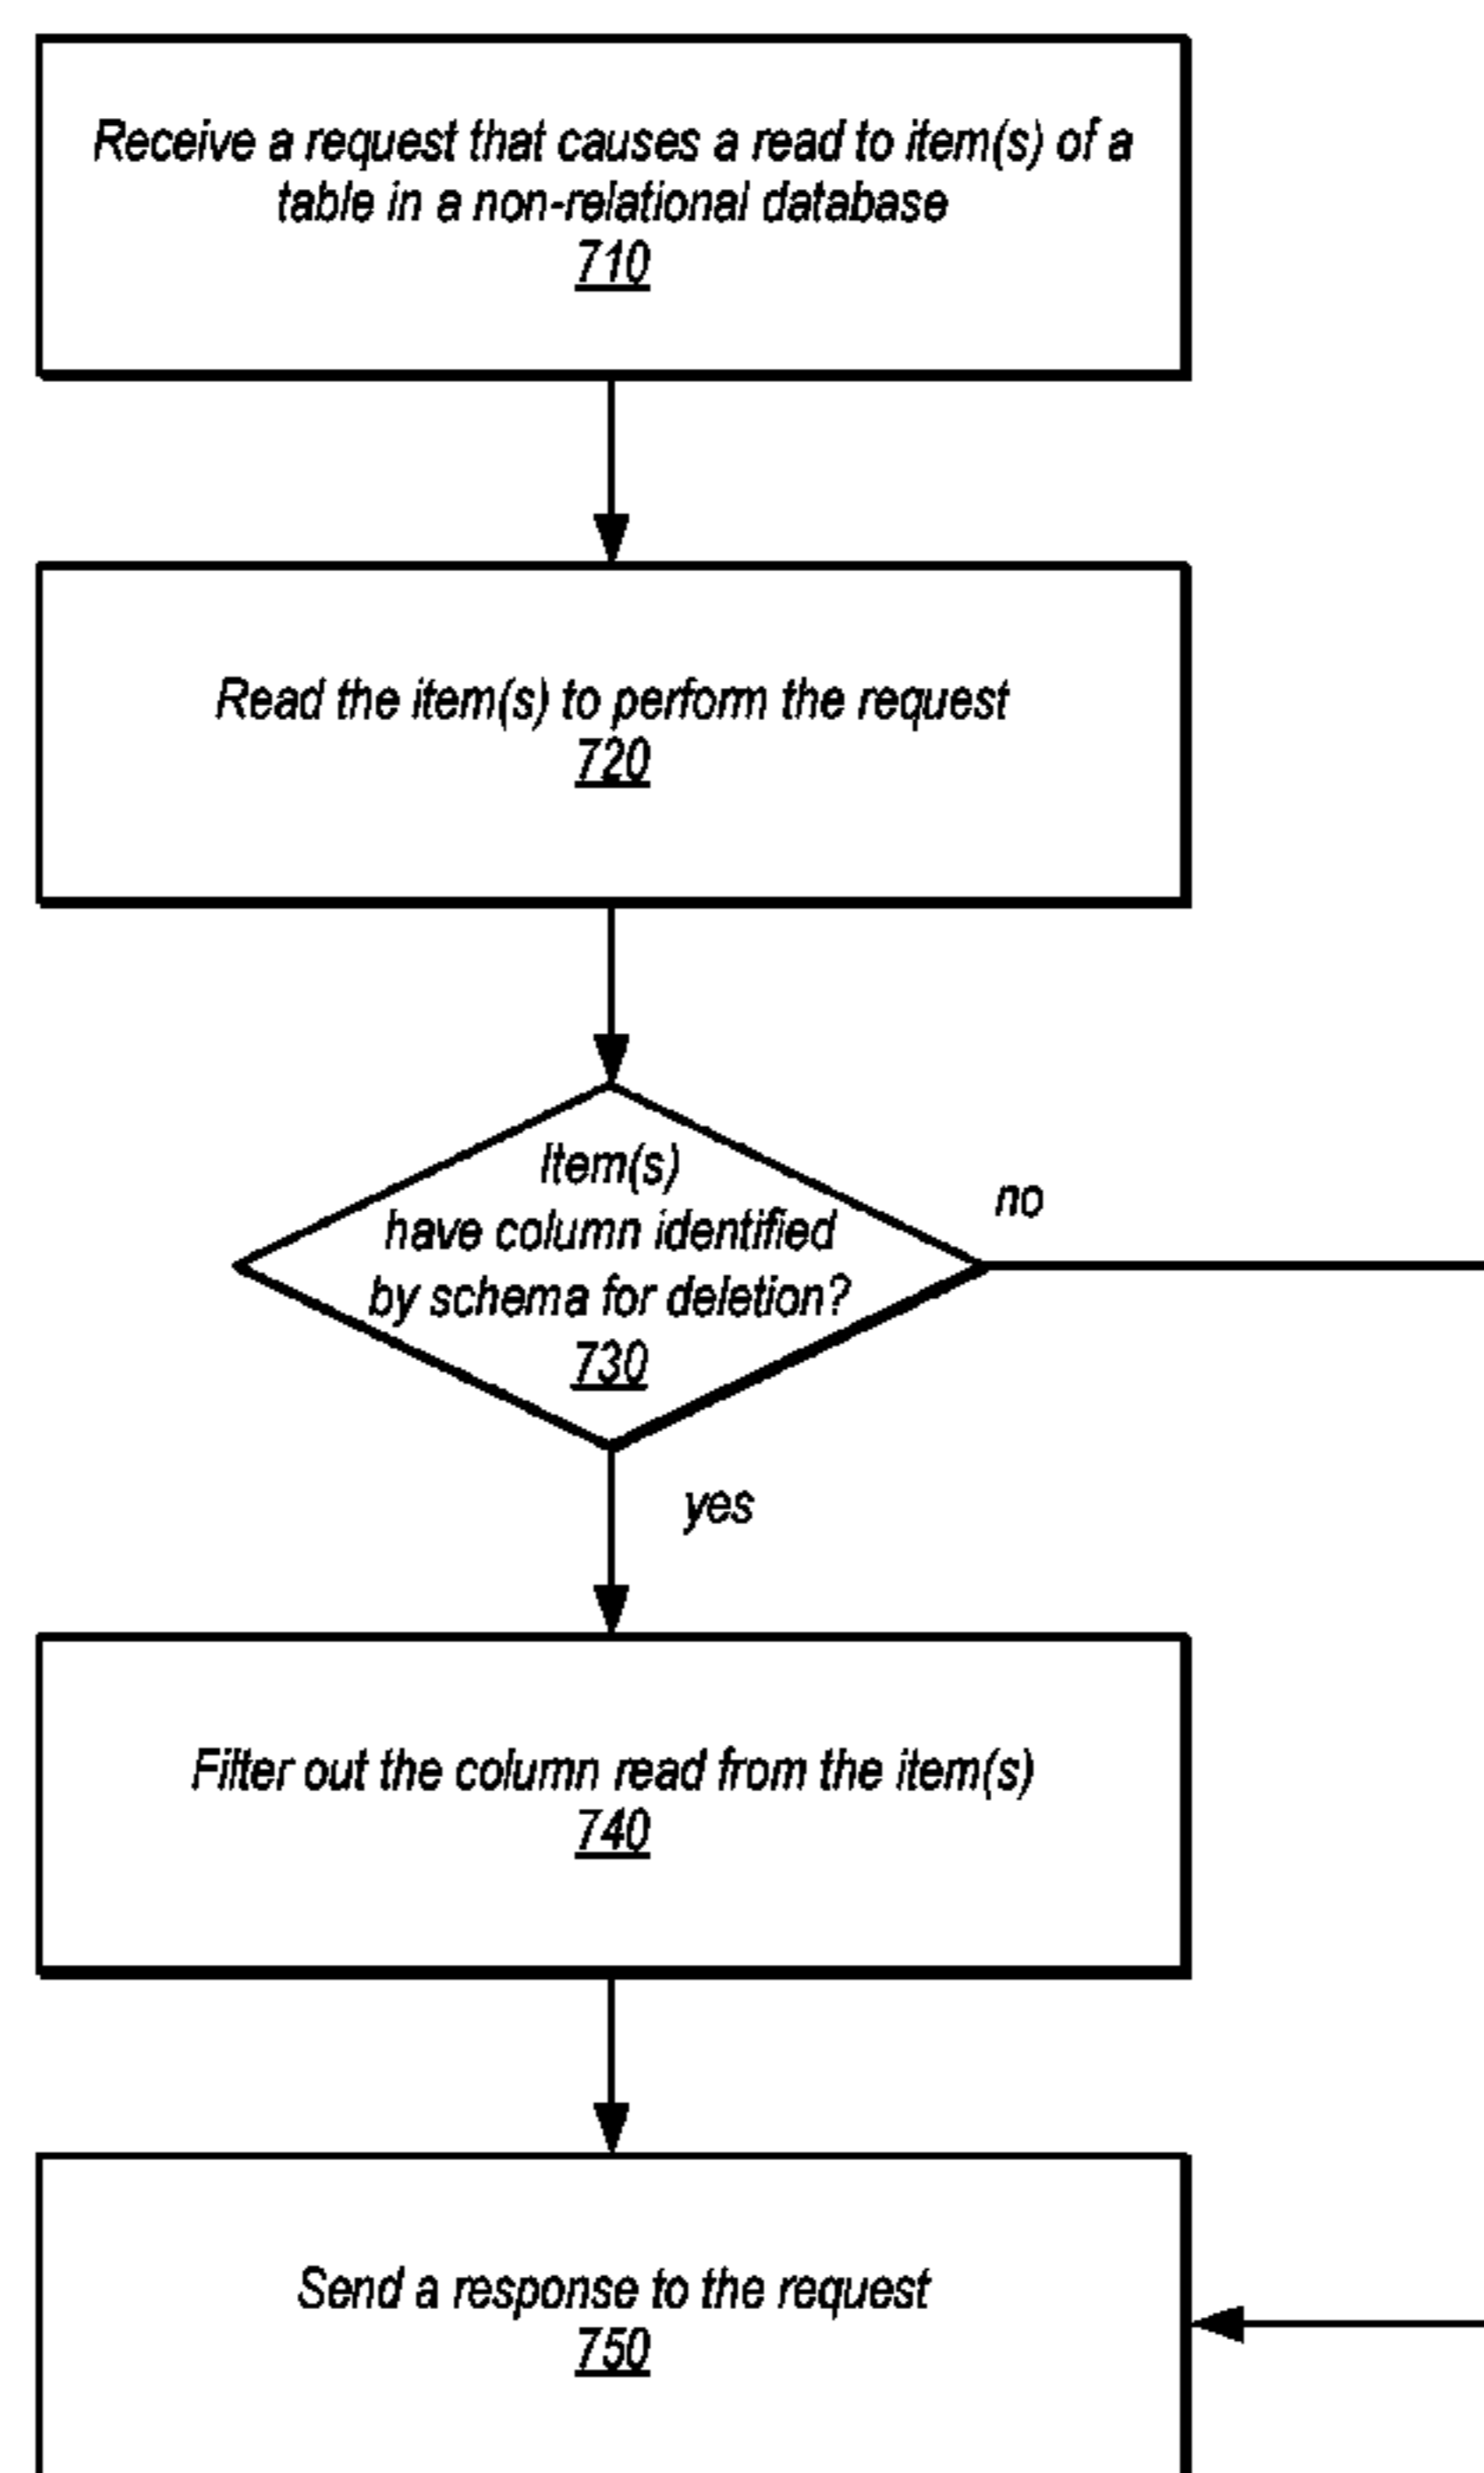 Receive a request that causes a read to item(s) of a
table in a non-relational database
710
Read the item(s) to perform the request
720
Item(s)
have column identified
by schema for deletion?
730
no
yes
Filter out the column read from the item(s)
740
Send a response to the request
750